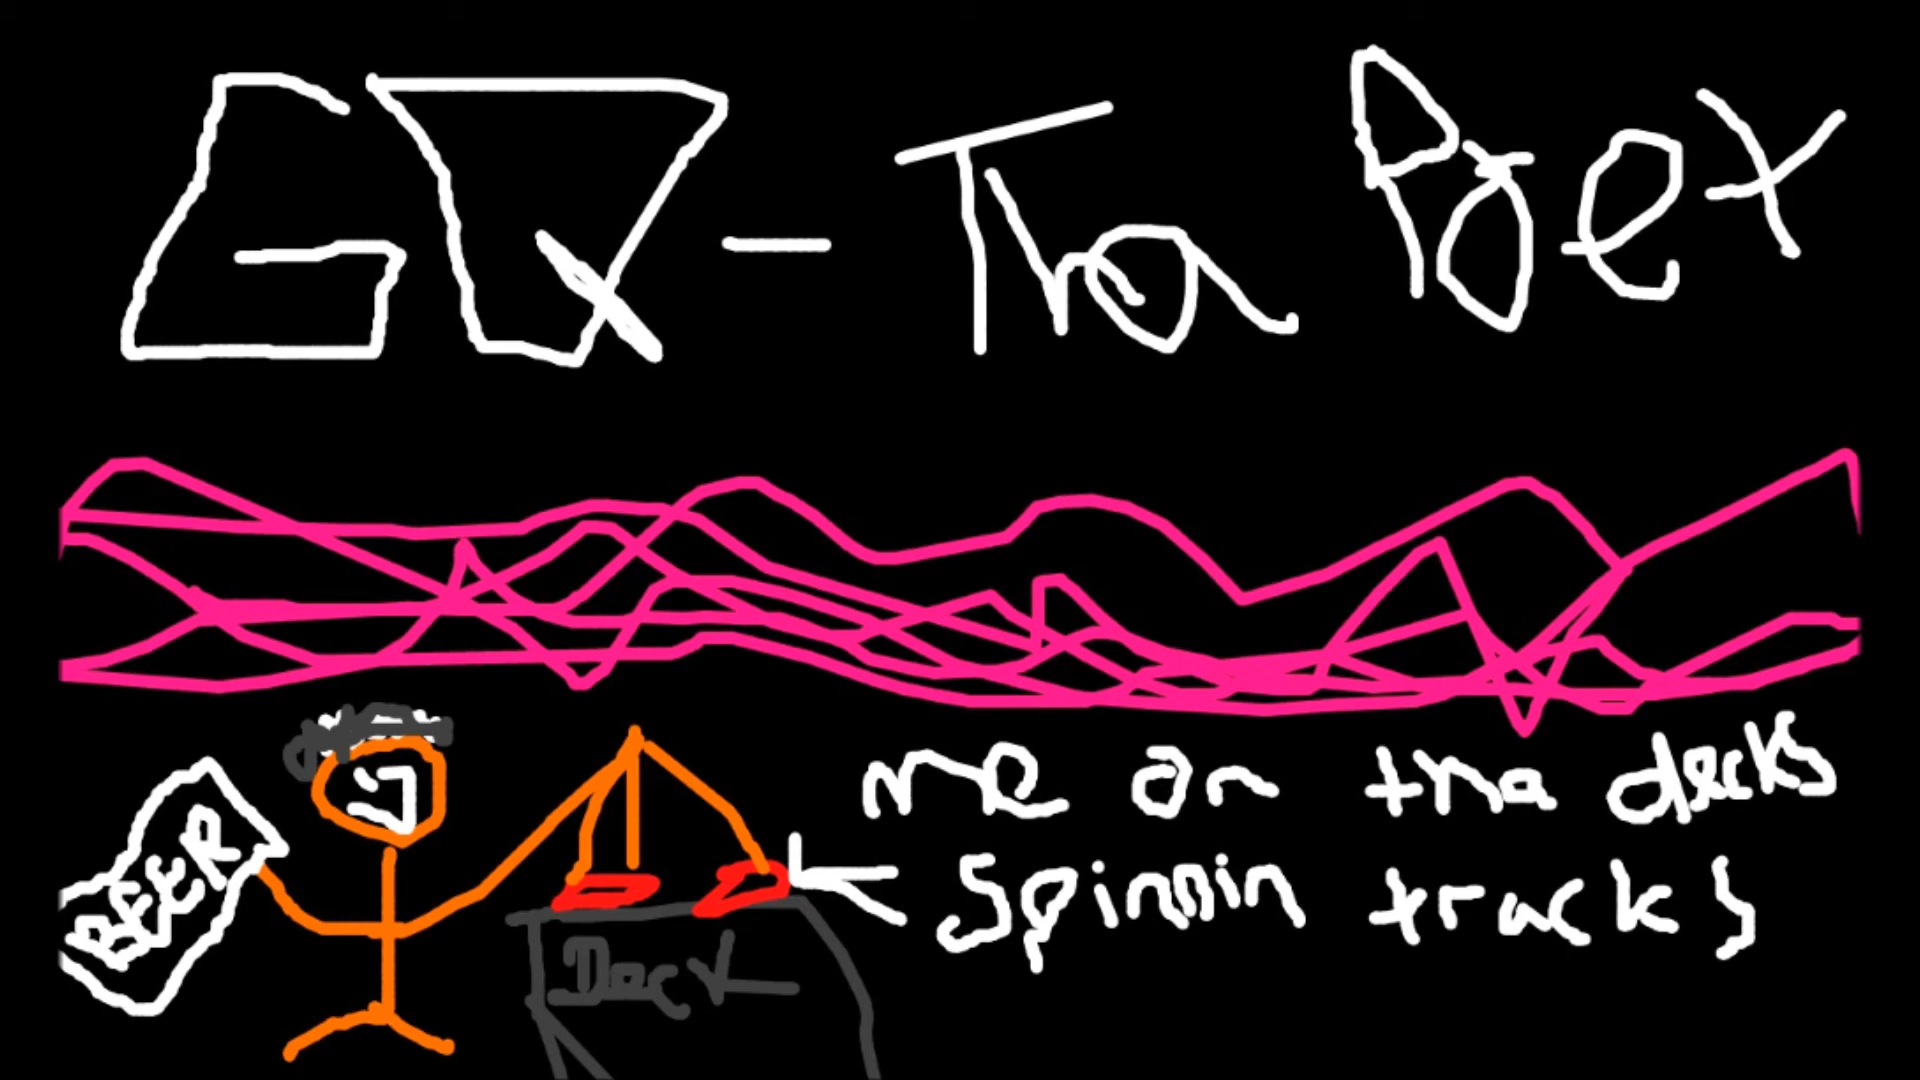 GQ - Tha Poet
me on tha decks
spinnin tracks
BEER
Deck